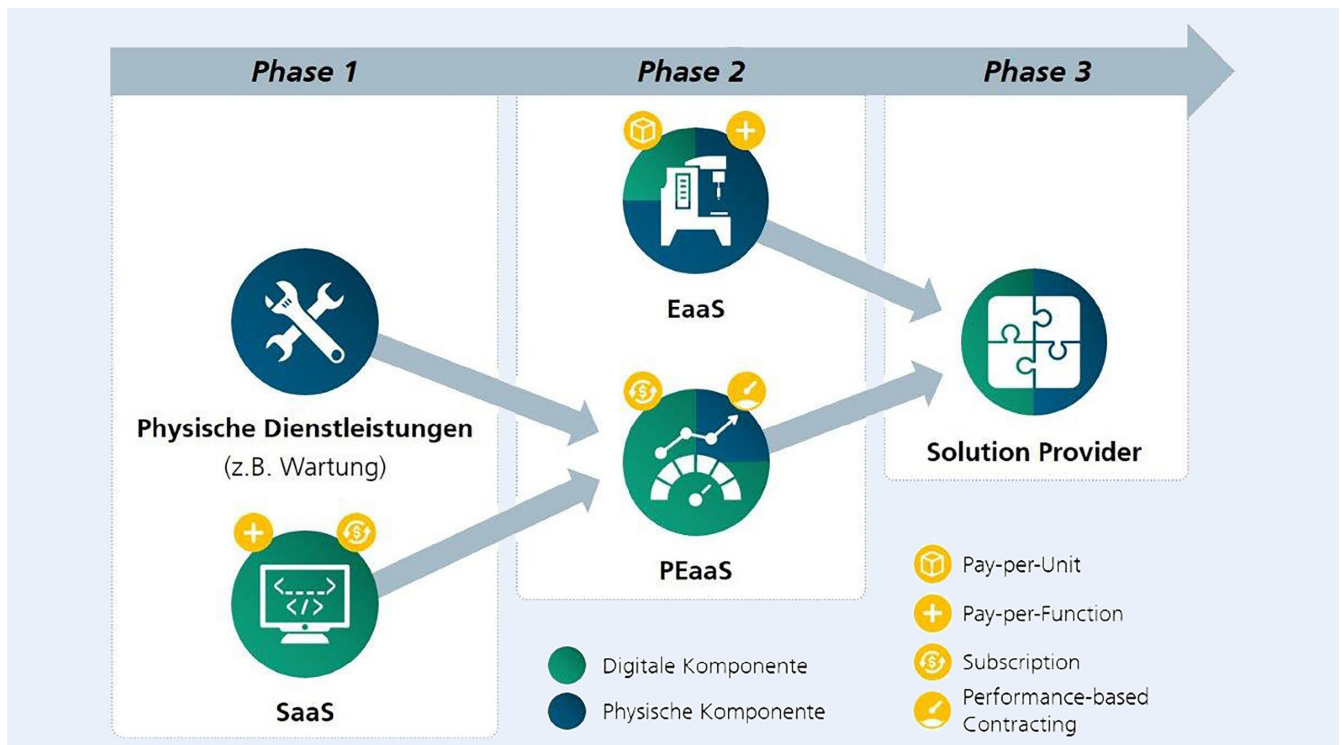 Phase 1
Phase 2
Phase 3
EaaS
Physische Dienstleistungen
(z.B. Wartung)
Solution Provider
PEaaS
SaaS
Digitale Komponente
Physische Komponente
Pay-per-Unit
Pay-per-Function
Subscription
Performance-based
Contracting